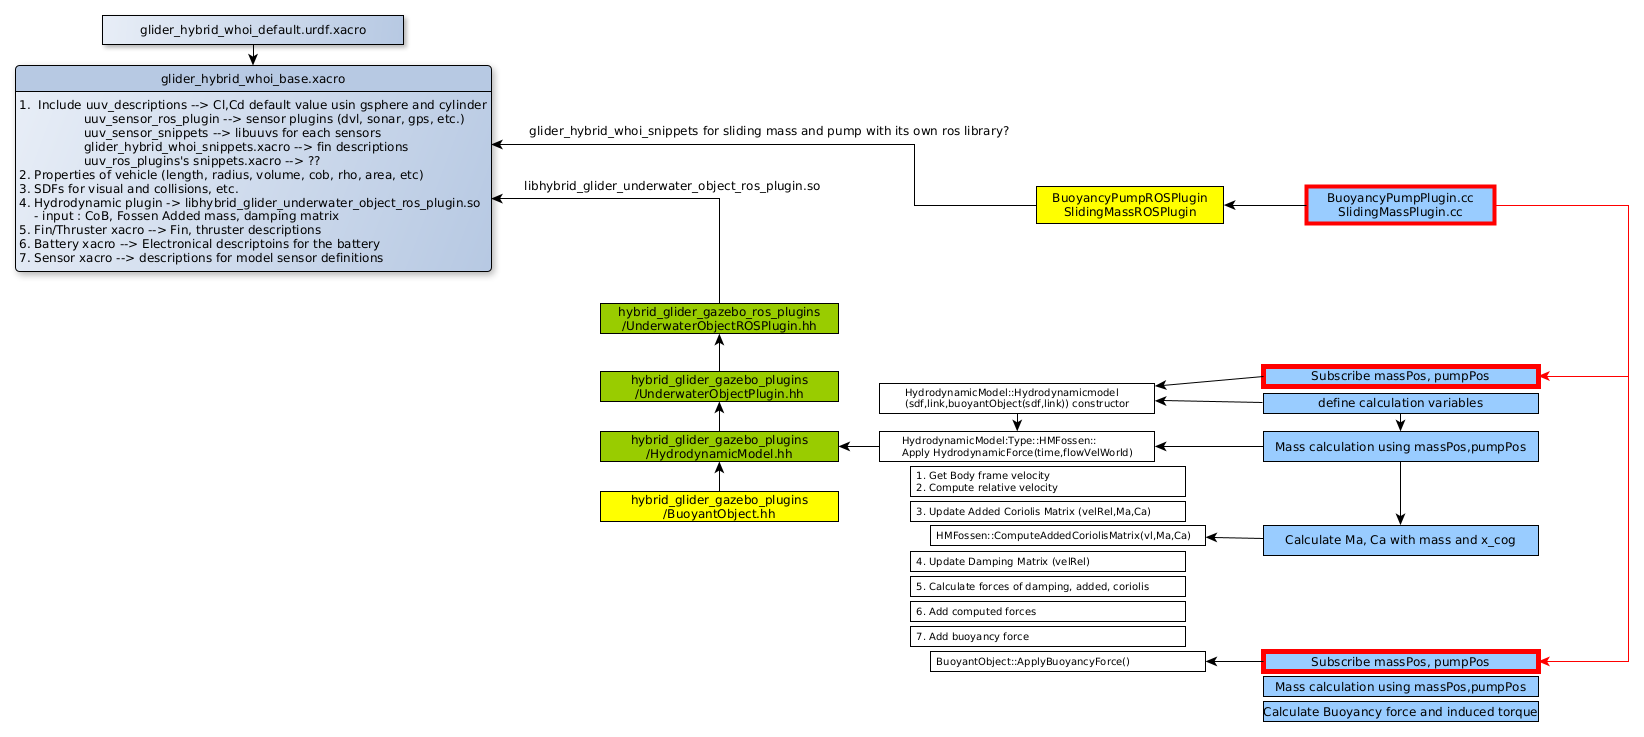 glider_hybrid_whoi_default.urdf.xacro
glider_hybrid_whoi_base.xacro
1.  Include uuv_descriptions --> Cl,Cd default value usin gsphere and cylinder
uuv_sensor_ros_plugin --> sensor plugins (dvl, sonar, gps, etc.)
uuv_sensor_snippets --> libuuvs for each sensors
glider_hybrid_whoi_snippets.xacro --> fin descriptions
uuv_ros_plugins's snippets.xacro --> ??
2. Properties of vehicle (length, radius, volume, cob, rho, area, etc)
3. SDFs for visual and collisions, etc.
4. Hydrodynamic plugin -> libhybrid_glider_underwater_object_ros_plugin.so
- input : CoB, Fossen Added mass, damping matrix
5. Fin/Thruster xacro --> Fin, thruster descriptions
6. Battery xacro --> Electronical descriptoins for the battery
7. Sensor xacro --> descriptions for model sensor definitions
glider_hybrid_whoi_snippets for sliding mass and pump with its own ros library?
libhybrid_glider_underwater_object_ros_plugin.so
BuoyancyPumpROSPlugin
SlidingMassROSPlugin
BuoyancyPumpPlugin.cc
SlidingMassPlugin.cc
hybrid_glider_gazebo_ros_plugins
/UnderwaterObjectROSPlugin.hh
hybrid_glider_gazebo_plugins
/UnderwaterObjectPlugin.hh
hybrid_glider_gazebo_plugins
/HydrodynamicModel.hh
hybrid_glider_gazebo_plugins
/BuoyantObject.hh
HydrodynamicModel::Hydrodynamicmodel
(sdf,link,buoyantObject(sdf,link)) constructor
HydrodynamicModel:Type::HMFossen::
Apply HydrodynamicForce(time,flowVelWorld)
1. Get Body frame velocity
2. Compute relative velocity
3. Update Added Coriolis Matrix (velRel,Ma,Ca)
HMFossen::ComputeAddedCoriolisMatrix(vl,Ma,Ca)
4. Update Damping Matrix (velRel)
5. Calculate forces of damping, added, coriolis
6. Add computed forces
7. Add buoyancy force
BuoyantObject::ApplyBuoyancyForce()
Subscribe massPos, pumpPos
define calculation variables
Mass calculation using massPos,pumpPos
Calculate Ma, Ca with mass and x_cog
Subscribe massPos, pumpPos
Mass calculation using massPos,pumpPos
Calculate Buoyancy force and induced torque